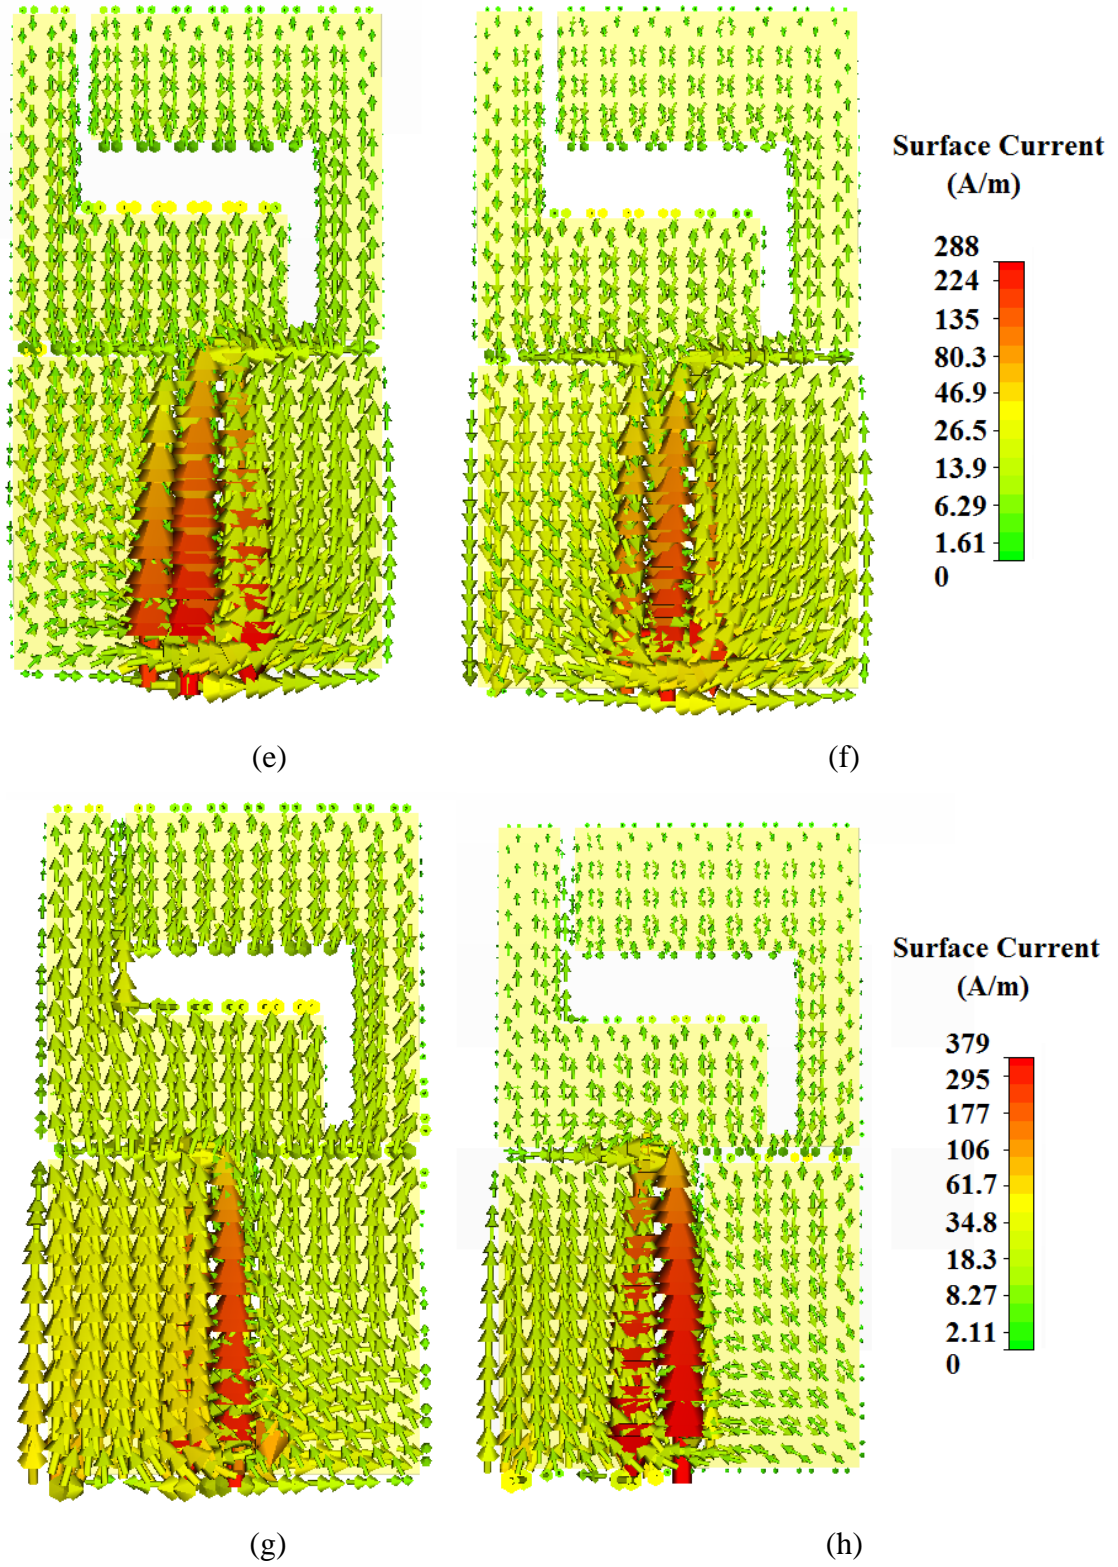 Surface Current
(A/m)
288
224
135
80.3
46.9
26.5
13.9
6.29
1.61
0
(e)
(f)
Surface Current
(A/m)
379
295
177
106
61.7
34.8
18.3
8.27
2.11
0
(g)
(h)